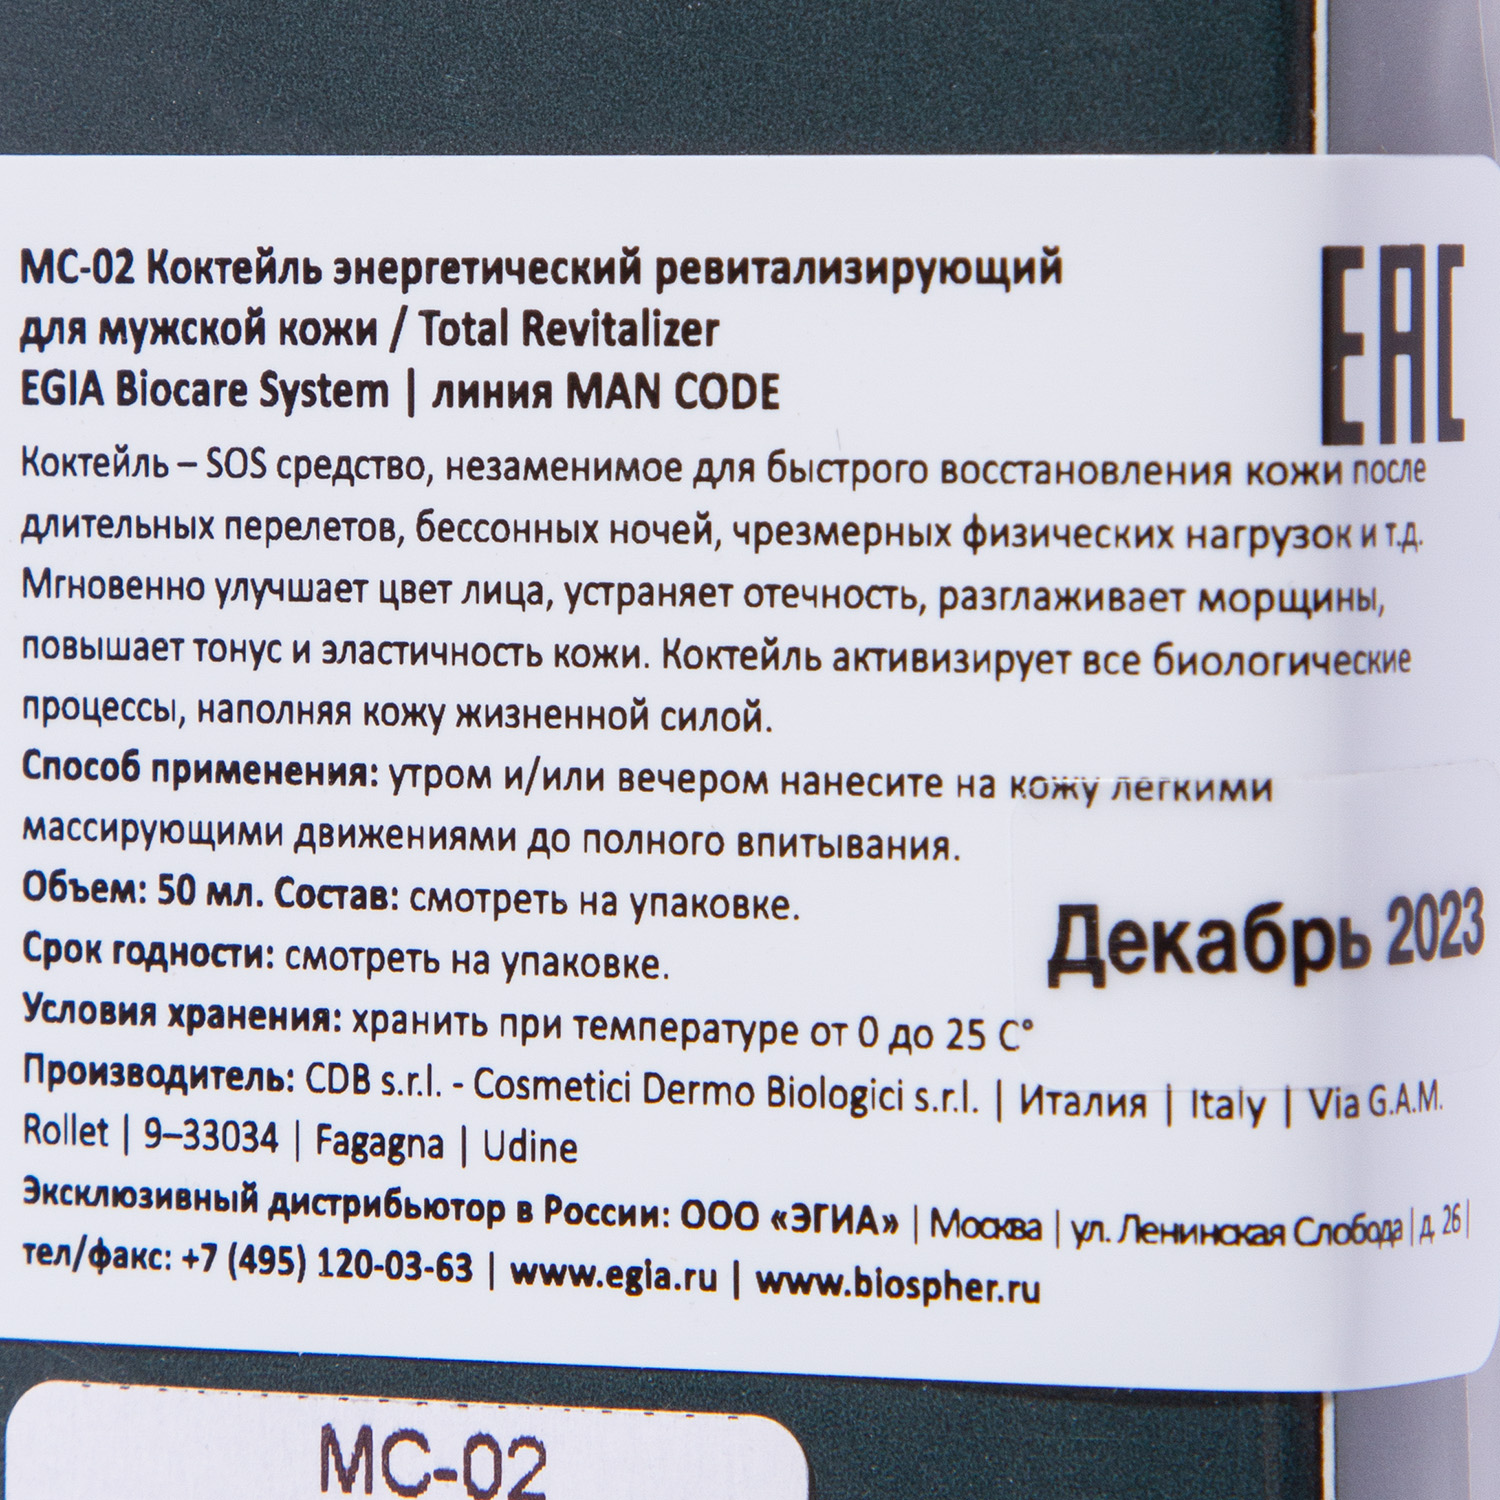 МС-02 Коктейль энергетический ревитализирующий
для мужской кожи / Total Revitalizer
EGIA Biocare System | линия MAN CODE
EAC
Коктейль – SOS средство, незаменимое для быстрого восстановления кожи после
длительных перелетов, бессонных ночей, чрезмерных физических нагрузок и т.д.
Мгновенно улучшает цвет лица, устраняет отечность, разглаживает морщины,
повышает тонус и эластичность кожи. Коктейль активизирует все биологические
процессы, наполняя кожу жизненной силой.
Способ применения: утром и/или вечером нанесите на кожу легкими
массирующими движениями до полного впитывания.
Объем: 50 мл. Состав: смотреть на упаковке.
Срок годности: смотреть на упаковке.
Декабрь 2023
Условия хранения: хранить при температуре от 0 до 25 С°
Производитель: CDB s.r.l. - Cosmetici Dermo Biologici s.r.l. | Италия | Italy | Via G.A.M.
Rollet | 9–33034 | Fagagna | Udine
Эксклюзивный дистрибьютор в России: ООО «ЭГИА» | Москва | ул. Ленинская Слобода | д. 26 |
тел/факс: +7 (495) 120-03-63 | www.egia.ru | www.biospher.ru
МС-02